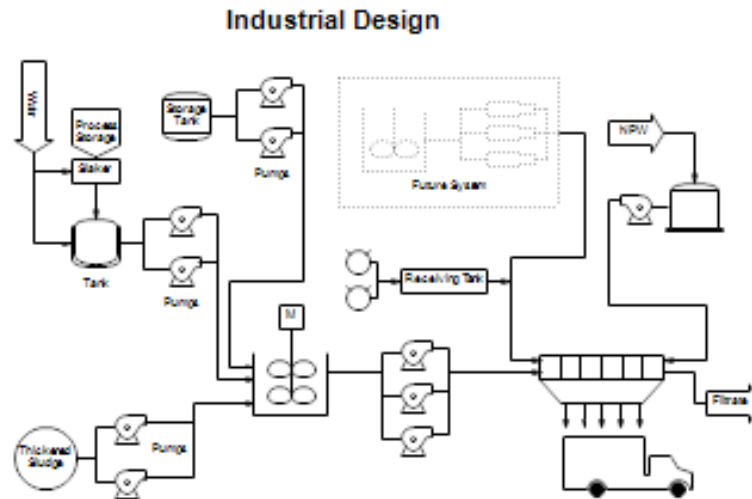 Industrial Design
Water
Process
Storage
Slaker
Tank
Pumps
Storage
Tank
Pumps
Future System
NPW
Receiving Tank
M
Thickened
Sludge
Pumps
Filtrate